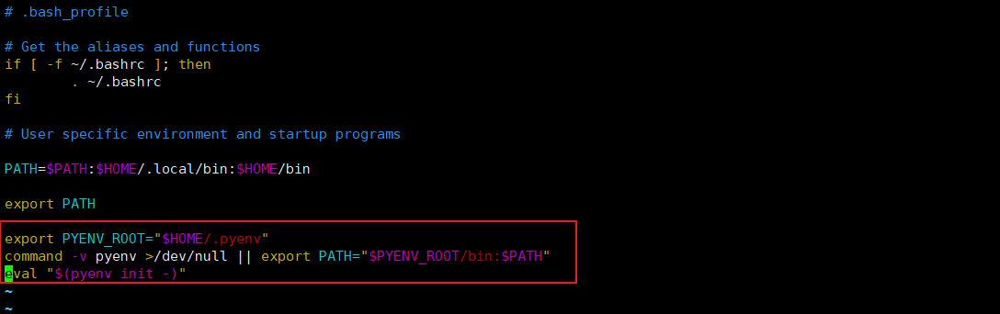 # .bash_profile
# Get the aliases and functions
if [ -f ~/.bashrc ]; then
        . ~/.bashrc
fi
# User specific environment and startup programs
PATH=$PATH:$HOME/.local/bin:$HOME/bin
export PATH
export PYENV_ROOT="$HOME/.pyenv"
command -v pyenv >/dev/null || export PATH="$PYENV_ROOT/bin:$PATH"
eval "$(pyenv init -)"
~
~